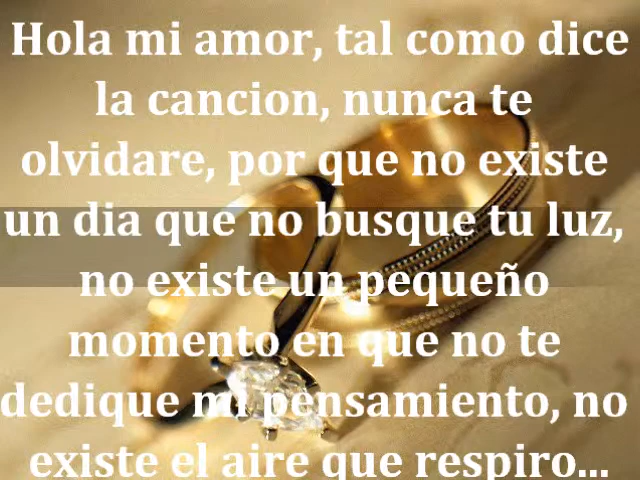 Hola mi amor, tal como dice
la cancion, nunca te
olvidare, por que no existe
un dia que no busque tu luz,
no existe un pequeño
momento en que no te
dedique mi pensamiento, no
existe el aire que respiro...